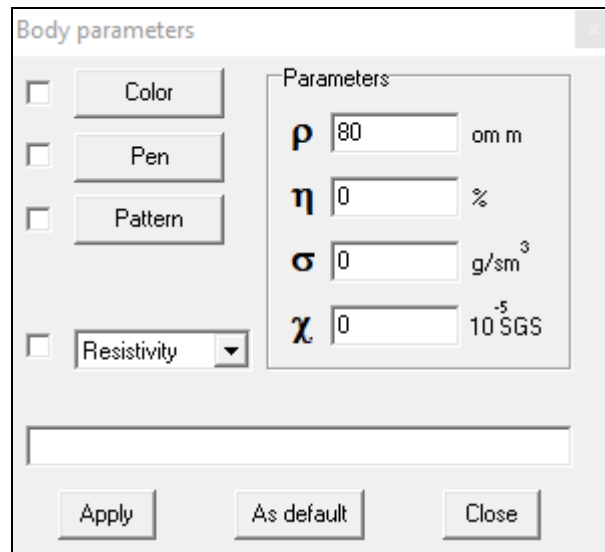 Body parameters
x
Color
Pen
Pattern
Resistivity
Parameters
ρ 80 om m
η 0 %
σ 0 g/sm³
χ 0 10⁻⁵ SGS
Apply As default Close